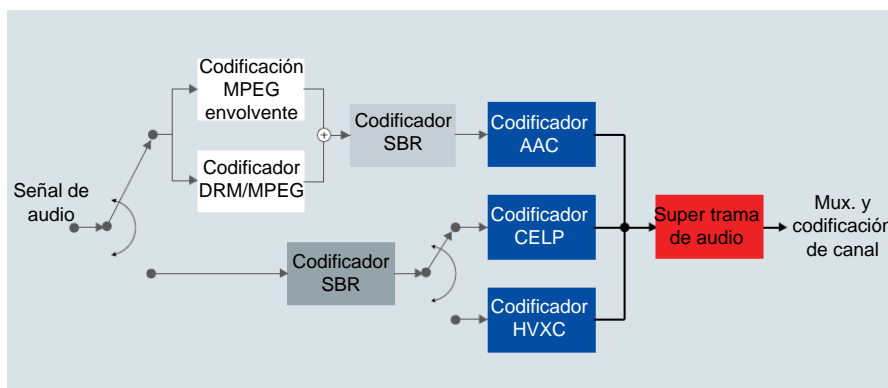 Codificación
MPEG
envolvente
Codificador
SBR
Codificador
AAC
Codificador
DRM/MPEG
Señal de
audio
Codificador
CELP
Super trama
de audio
Mux. y
codificación
de canal
Codificador
SBR
Codificador
HVXC